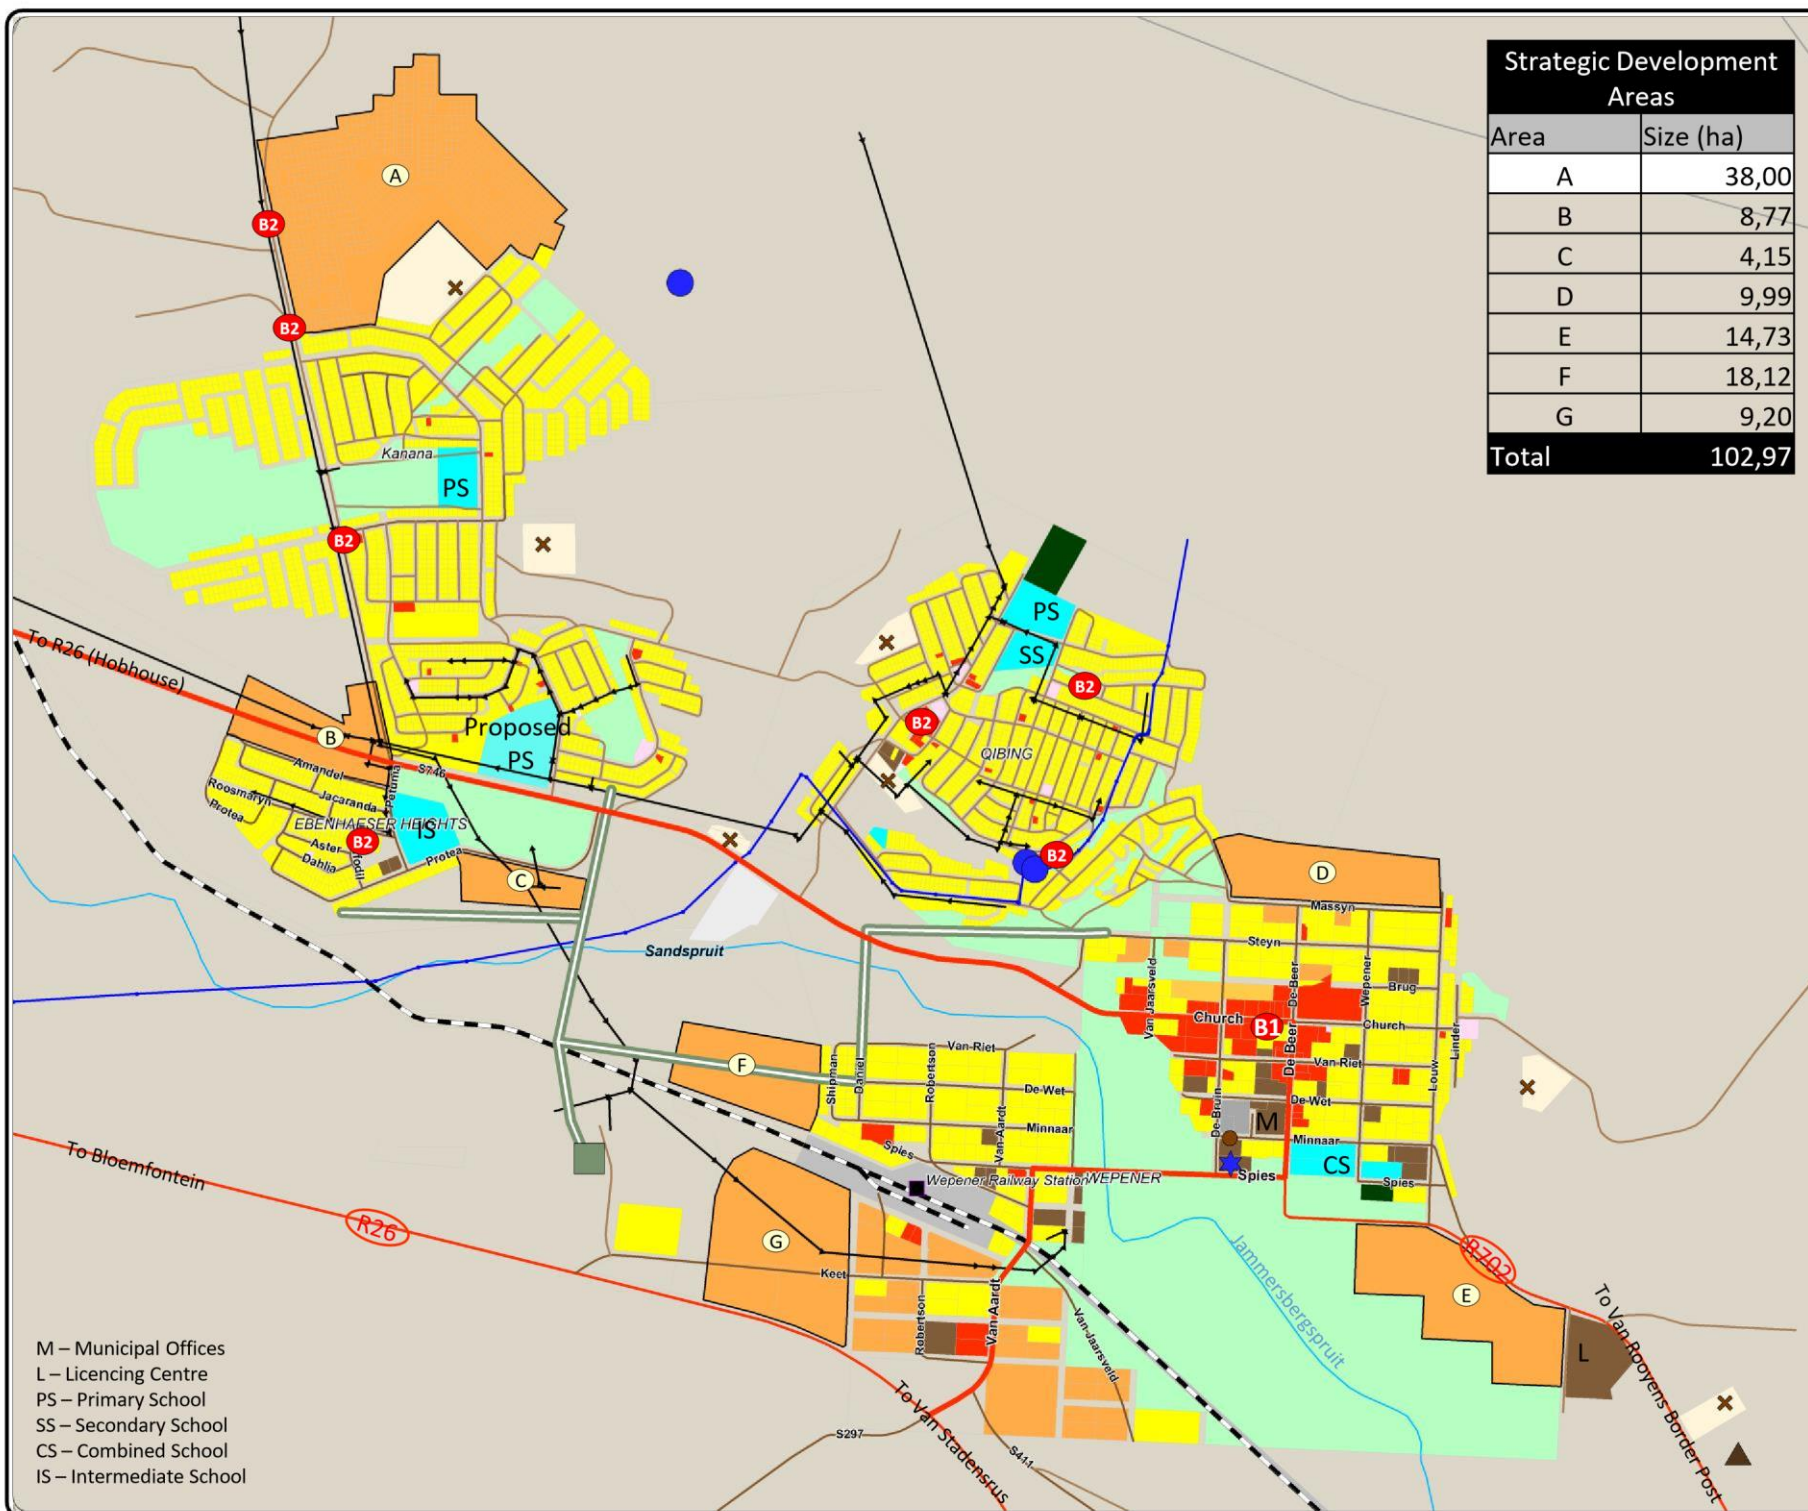 Strategic Development
Areas
Area Size (ha)
A 38,00
B 8,77
C 4,15
D 9,99
E 14,73
F 18,12
G 9,20
Total 102,97
A
B2
B2
Kanana
PS
B2
To R26 (Hobhouse)
PS
SS
B2
B2
QIBING
Proposed
PS
B
S746
Amandel
Petunia
Roosmaryn
Jacaranda
Protea
EBENHAESER HEIGHTS
IS
B2
Aster
Dahlia
Protea
C
B2
D
Massyn
Sandspruit
Steyn
Van Jaarsveld
De Beer
Wepener
Brug
Church
B1
Church
Linder
De Beer
Van-Riet
Louw
F
Shipman
Daniel
Robertson
Van-Riet
De-Wet
Van-Aardt
Minnaar
De-Bruin
De-Wet
M
Minnaar
CS
Spies
Spies
Spies
Wepener Railway Station
WEPENER
To Bloemfontein
R26
G
Keet
Robertson
Van Aardt
Van-Jaarsveld
Jammersbergspruit
R702
E
L
To Van Rooyens Border Post
To Van Stadensrus
S297
S411
M – Municipal Offices
L – Licencing Centre
PS – Primary School
SS – Secondary School
CS – Combined School
IS – Intermediate School